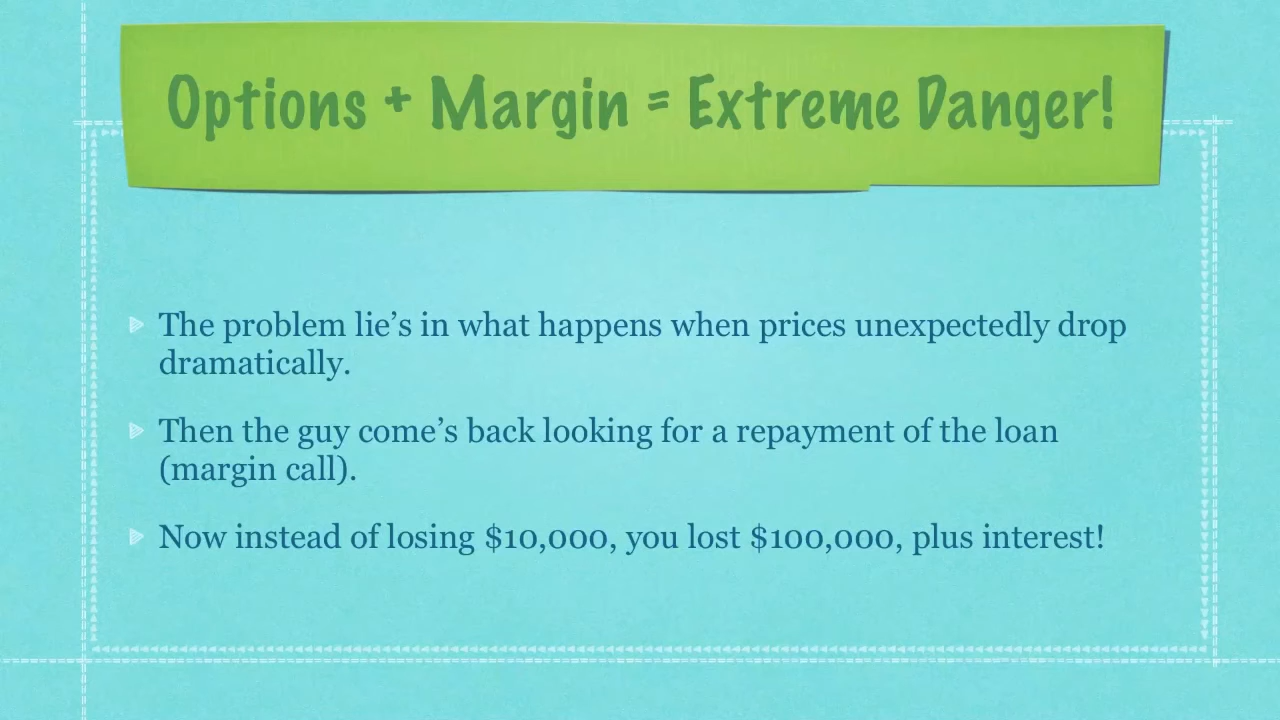 Options + Margin = Extreme Danger!
The problem lie’s in what happens when prices unexpectedly drop
dramatically.
Then the guy come’s back looking for a repayment of the loan
(margin call).
Now instead of losing $10,000, you lost $100,000, plus interest!